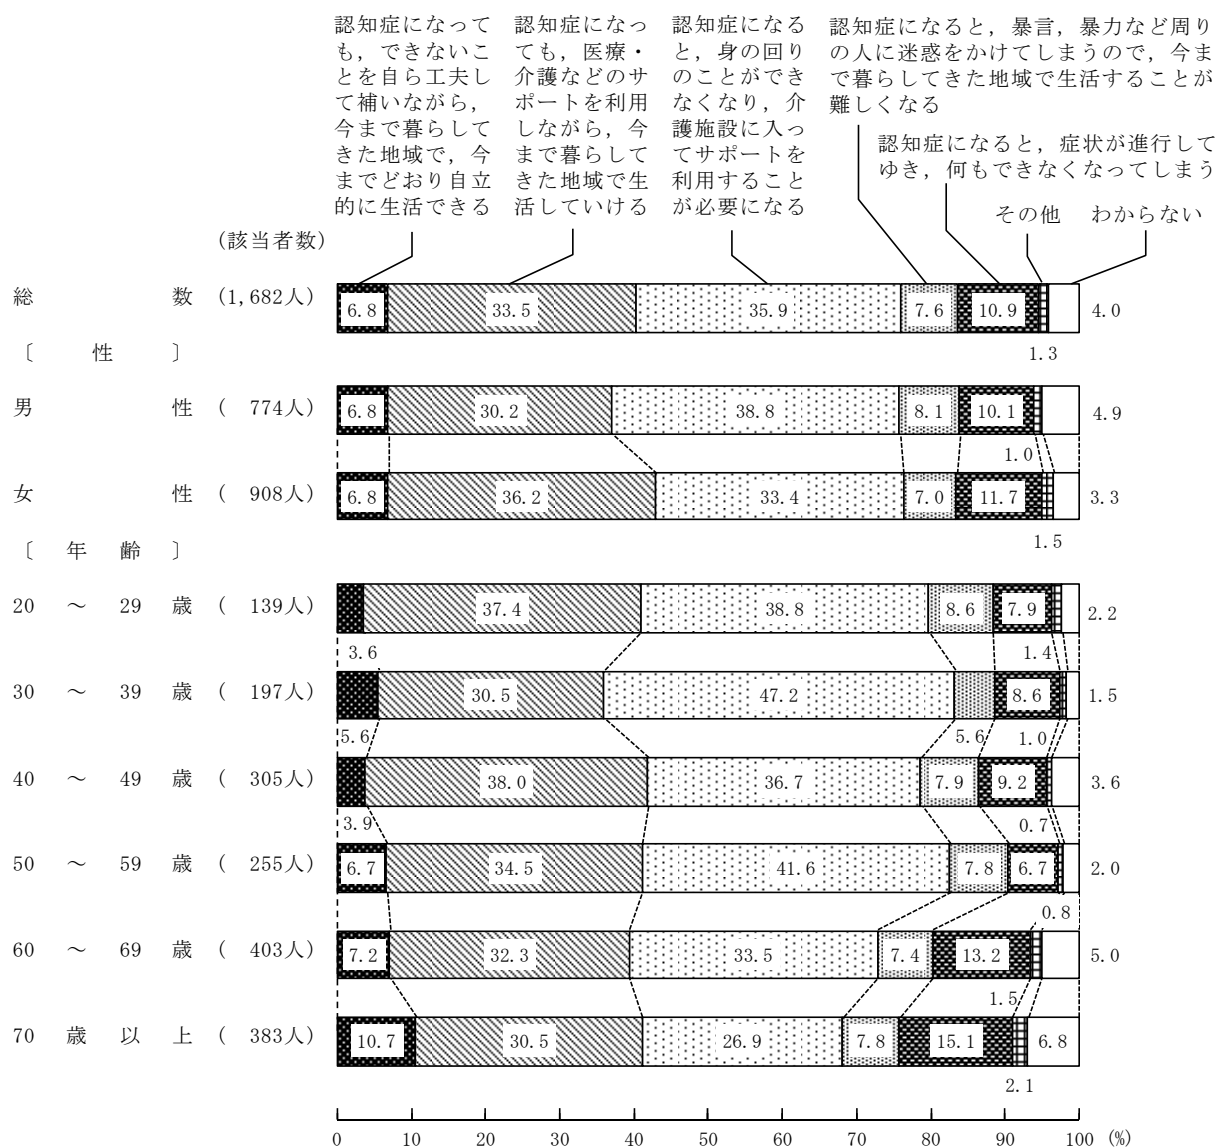 認知症になって
も，できないこ
とを自ら工夫し
て補いながら，
今まで暮らして
きた地域で，今
までどおり自立
的に生活できる
認知症になっ
ても，医療・
介護などのサ
ポートを利用
しながら，今
まで暮らして
きた地域で生
活していける
認知症になる
と，身の回り
のことができ
なくなり，介
護施設に入っ
てサポートを
利用すること
が必要になる
認知症になると，暴言，暴力など周り
の人に迷惑をかけてしまうので，今ま
で暮らしてきた地域で生活することが
難しくなる
認知症になると，症状が進行して
ゆき，何もできなくなってしまう
その他 わからない
(該当者数)
総 数 (1,682人) 6.8 33.5 35.9 7.6 10.9 4.0
1.3
〔 性 〕
男 性 ( 774人) 6.8 30.2 38.8 8.1 10.1 4.9
1.0
女 性 ( 908人) 6.8 36.2 33.4 7.0 11.7 3.3
1.5
〔 年 齢 〕
20 ～ 29 歳 ( 139人) 37.4 38.8 8.6 7.9 2.2
3.6 1.4
30 ～ 39 歳 ( 197人) 30.5 47.2 8.6 1.5
5.6 5.6 1.0
40 ～ 49 歳 ( 305人) 38.0 36.7 7.9 9.2 3.6
3.9 0.7
50 ～ 59 歳 ( 255人) 6.7 34.5 41.6 7.8 6.7 2.0
0.8
60 ～ 69 歳 ( 403人) 7.2 32.3 33.5 7.4 13.2 5.0
1.5
70 歳 以 上 ( 383人) 10.7 30.5 26.9 7.8 15.1 6.8
2.1
0 10 20 30 40 50 60 70 80 90 100 (%)